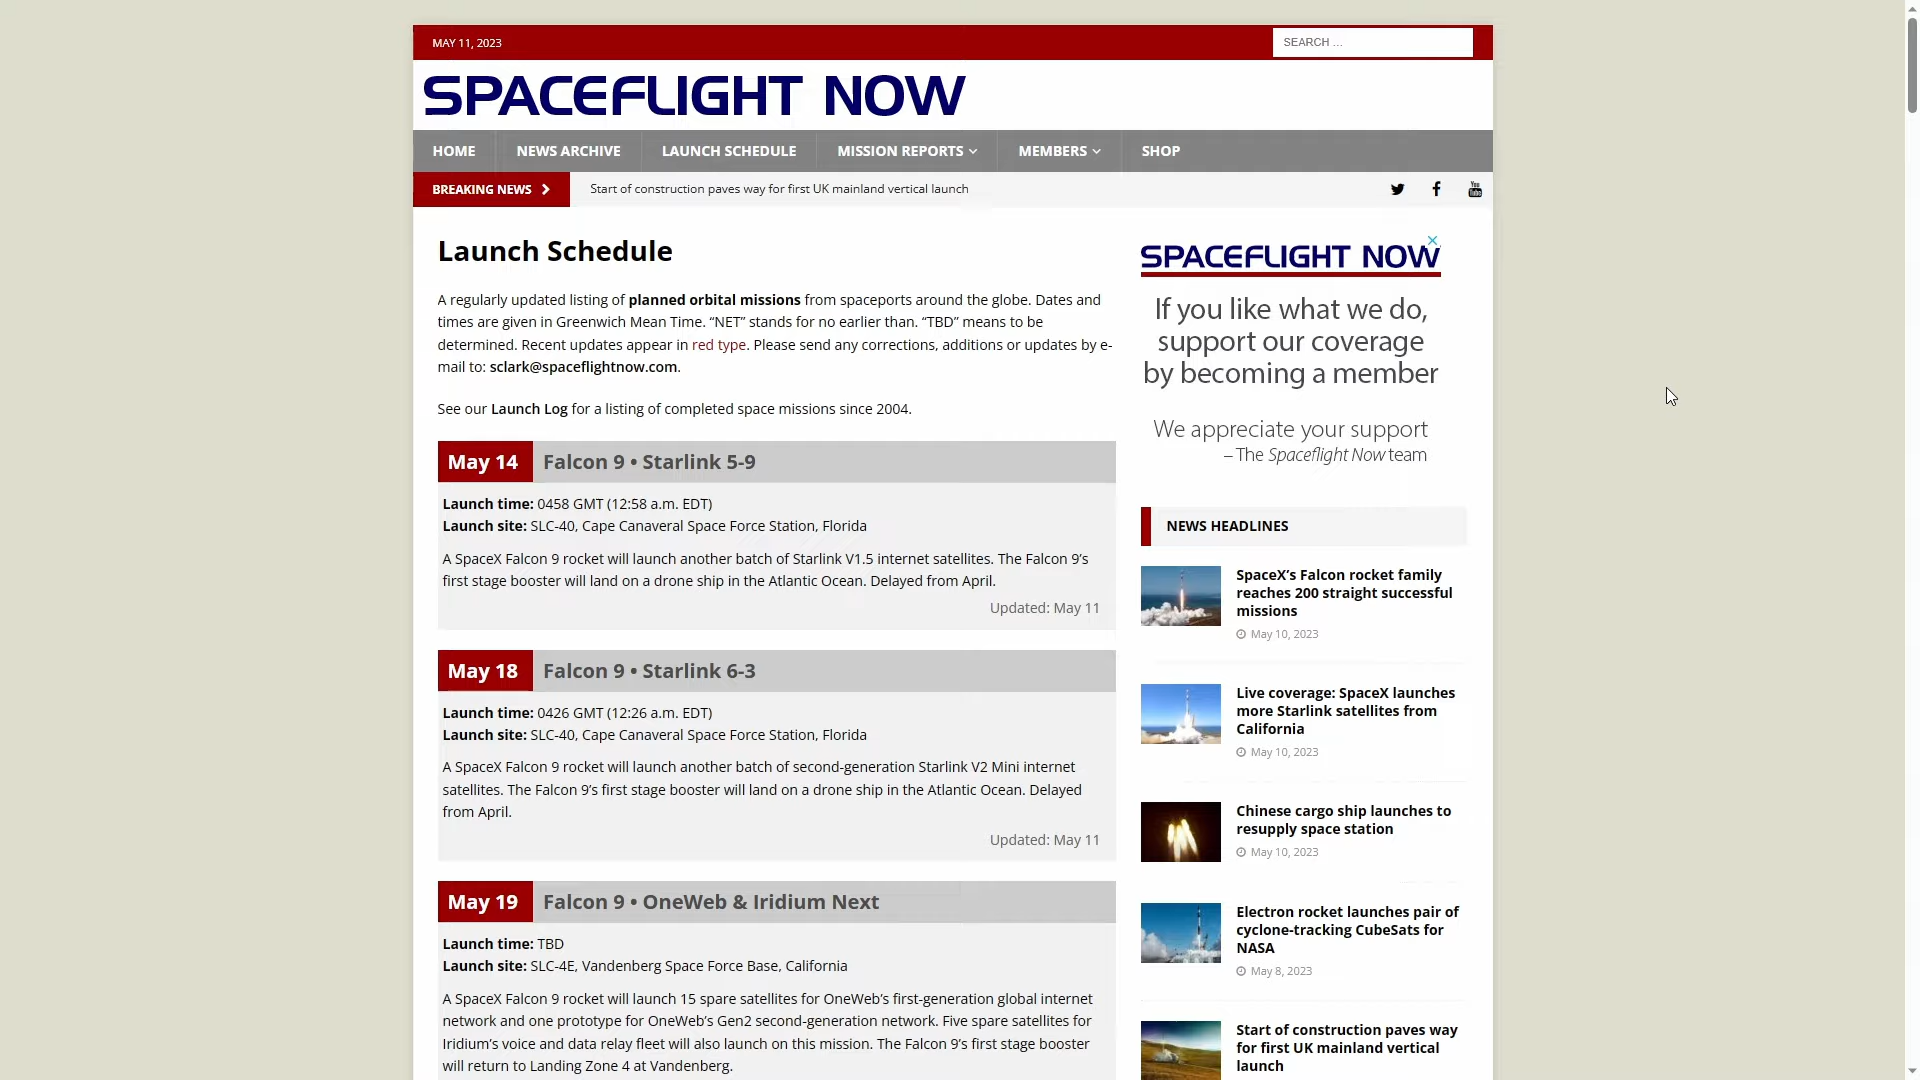 MAY 11, 2023
SEARCH …
SPACEFLIGHT NOW
HOME
NEWS ARCHIVE
LAUNCH SCHEDULE
MISSION REPORTS
MEMBERS
SHOP
BREAKING NEWS
Start of construction paves way for first UK mainland vertical launch
You
Tube
Launch Schedule
A regularly updated listing of planned orbital missions from spaceports around the globe. Dates and
times are given in Greenwich Mean Time. “NET” stands for no earlier than. “TBD” means to be
determined. Recent updates appear in red type. Please send any corrections, additions or updates by e-
mail to: sclark@spaceflightnow.com.
See our Launch Log for a listing of completed space missions since 2004.
May 14
Falcon 9 • Starlink 5-9
Launch time: 0458 GMT (12:58 a.m. EDT)
Launch site: SLC-40, Cape Canaveral Space Force Station, Florida
A SpaceX Falcon 9 rocket will launch another batch of Starlink V1.5 internet satellites. The Falcon 9’s
first stage booster will land on a drone ship in the Atlantic Ocean. Delayed from April.
Updated: May 11
May 18
Falcon 9 • Starlink 6-3
Launch time: 0426 GMT (12:26 a.m. EDT)
Launch site: SLC-40, Cape Canaveral Space Force Station, Florida
A SpaceX Falcon 9 rocket will launch another batch of second-generation Starlink V2 Mini internet
satellites. The Falcon 9’s first stage booster will land on a drone ship in the Atlantic Ocean. Delayed
from April.
Updated: May 11
May 19
Falcon 9 • OneWeb & Iridium Next
Launch time: TBD
Launch site: SLC-4E, Vandenberg Space Force Base, California
A SpaceX Falcon 9 rocket will launch 15 spare satellites for OneWeb’s first-generation global internet
network and one prototype for OneWeb’s Gen2 second-generation network. Five spare satellites for
Iridium’s voice and data relay fleet will also launch on this mission. The Falcon 9’s first stage booster
will return to Landing Zone 4 at Vandenberg.
SPACEFLIGHT NOW
If you like what we do,
support our coverage
by becoming a member
We appreciate your support
– The Spaceflight Now team
NEWS HEADLINES
SpaceX’s Falcon rocket family
reaches 200 straight successful
missions
May 10, 2023
Live coverage: SpaceX launches
more Starlink satellites from
California
May 10, 2023
Chinese cargo ship launches to
resupply space station
May 10, 2023
Electron rocket launches pair of
cyclone-tracking CubeSats for
NASA
May 8, 2023
Start of construction paves way
for first UK mainland vertical
launch